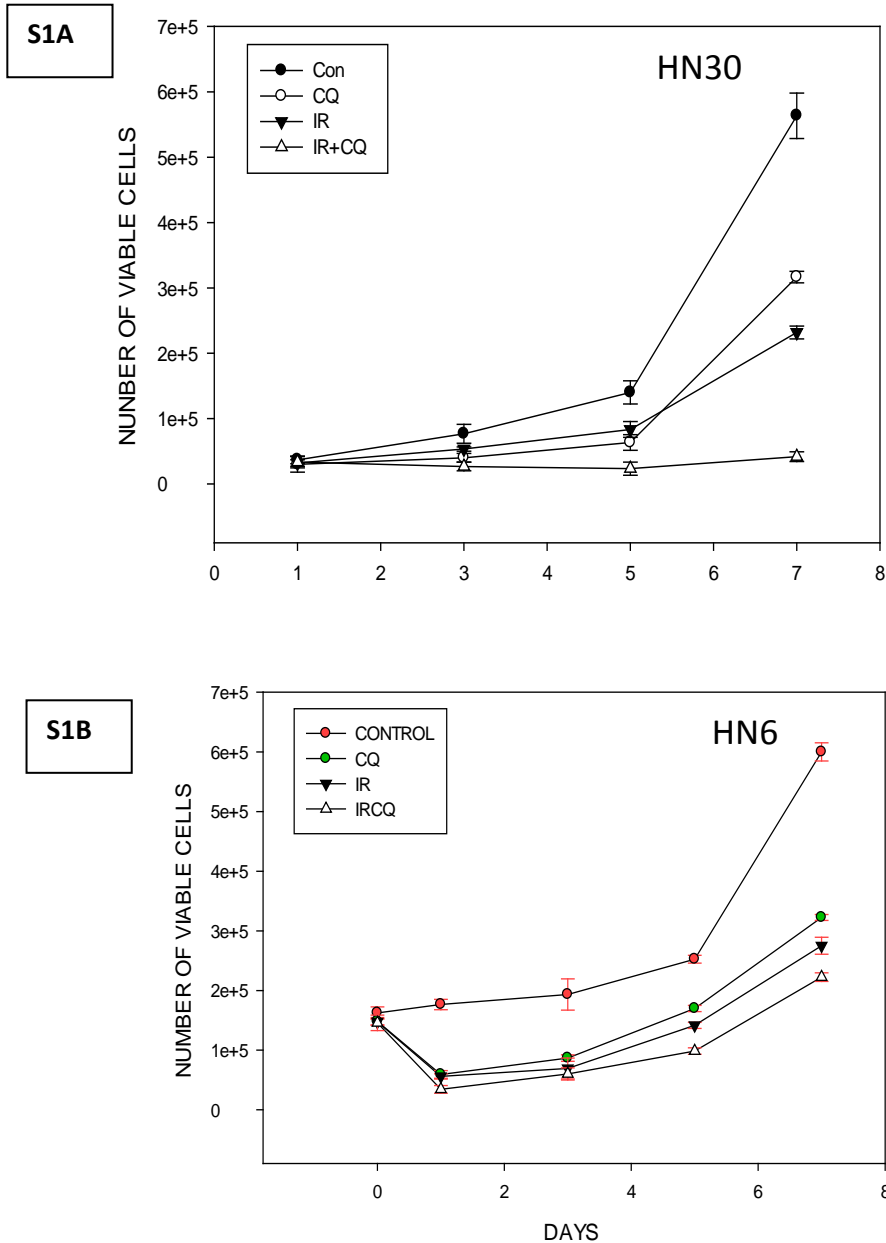 S1A
HN30
Con
CQ
IR
IR+CQ
NUNBER OF VIABLE CELLS
7e+5
6e+5
5e+5
4e+5
3e+5
2e+5
1e+5
0
0 1 2 3 4 5 6 7 8
S1B
HN6
CONTROL
CQ
IR
IRCQ
NUMBER OF VIABLE CELLS
7e+5
6e+5
5e+5
4e+5
3e+5
2e+5
1e+5
0
0 2 4 6 8
DAYS